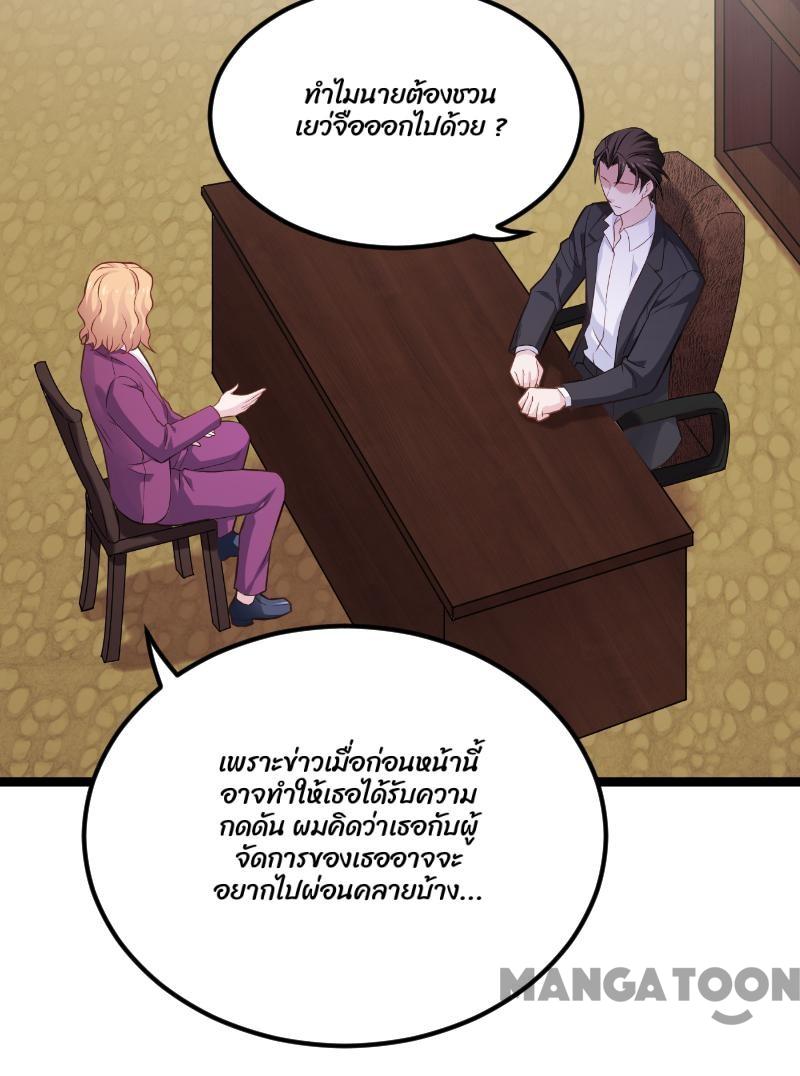 ทำไมนายต้องชวน
เยว่จือออกไปด้วย ?
เพราะข่าวเมื่อก่อนหน้านี้
อาจทำให้เธอได้รับความ
กดดัน ผมคิดว่าเธอกับผู้
จัดการของเธออาจจะ
อยากไปผ่อนคลายบ้าง...
MANGATOON